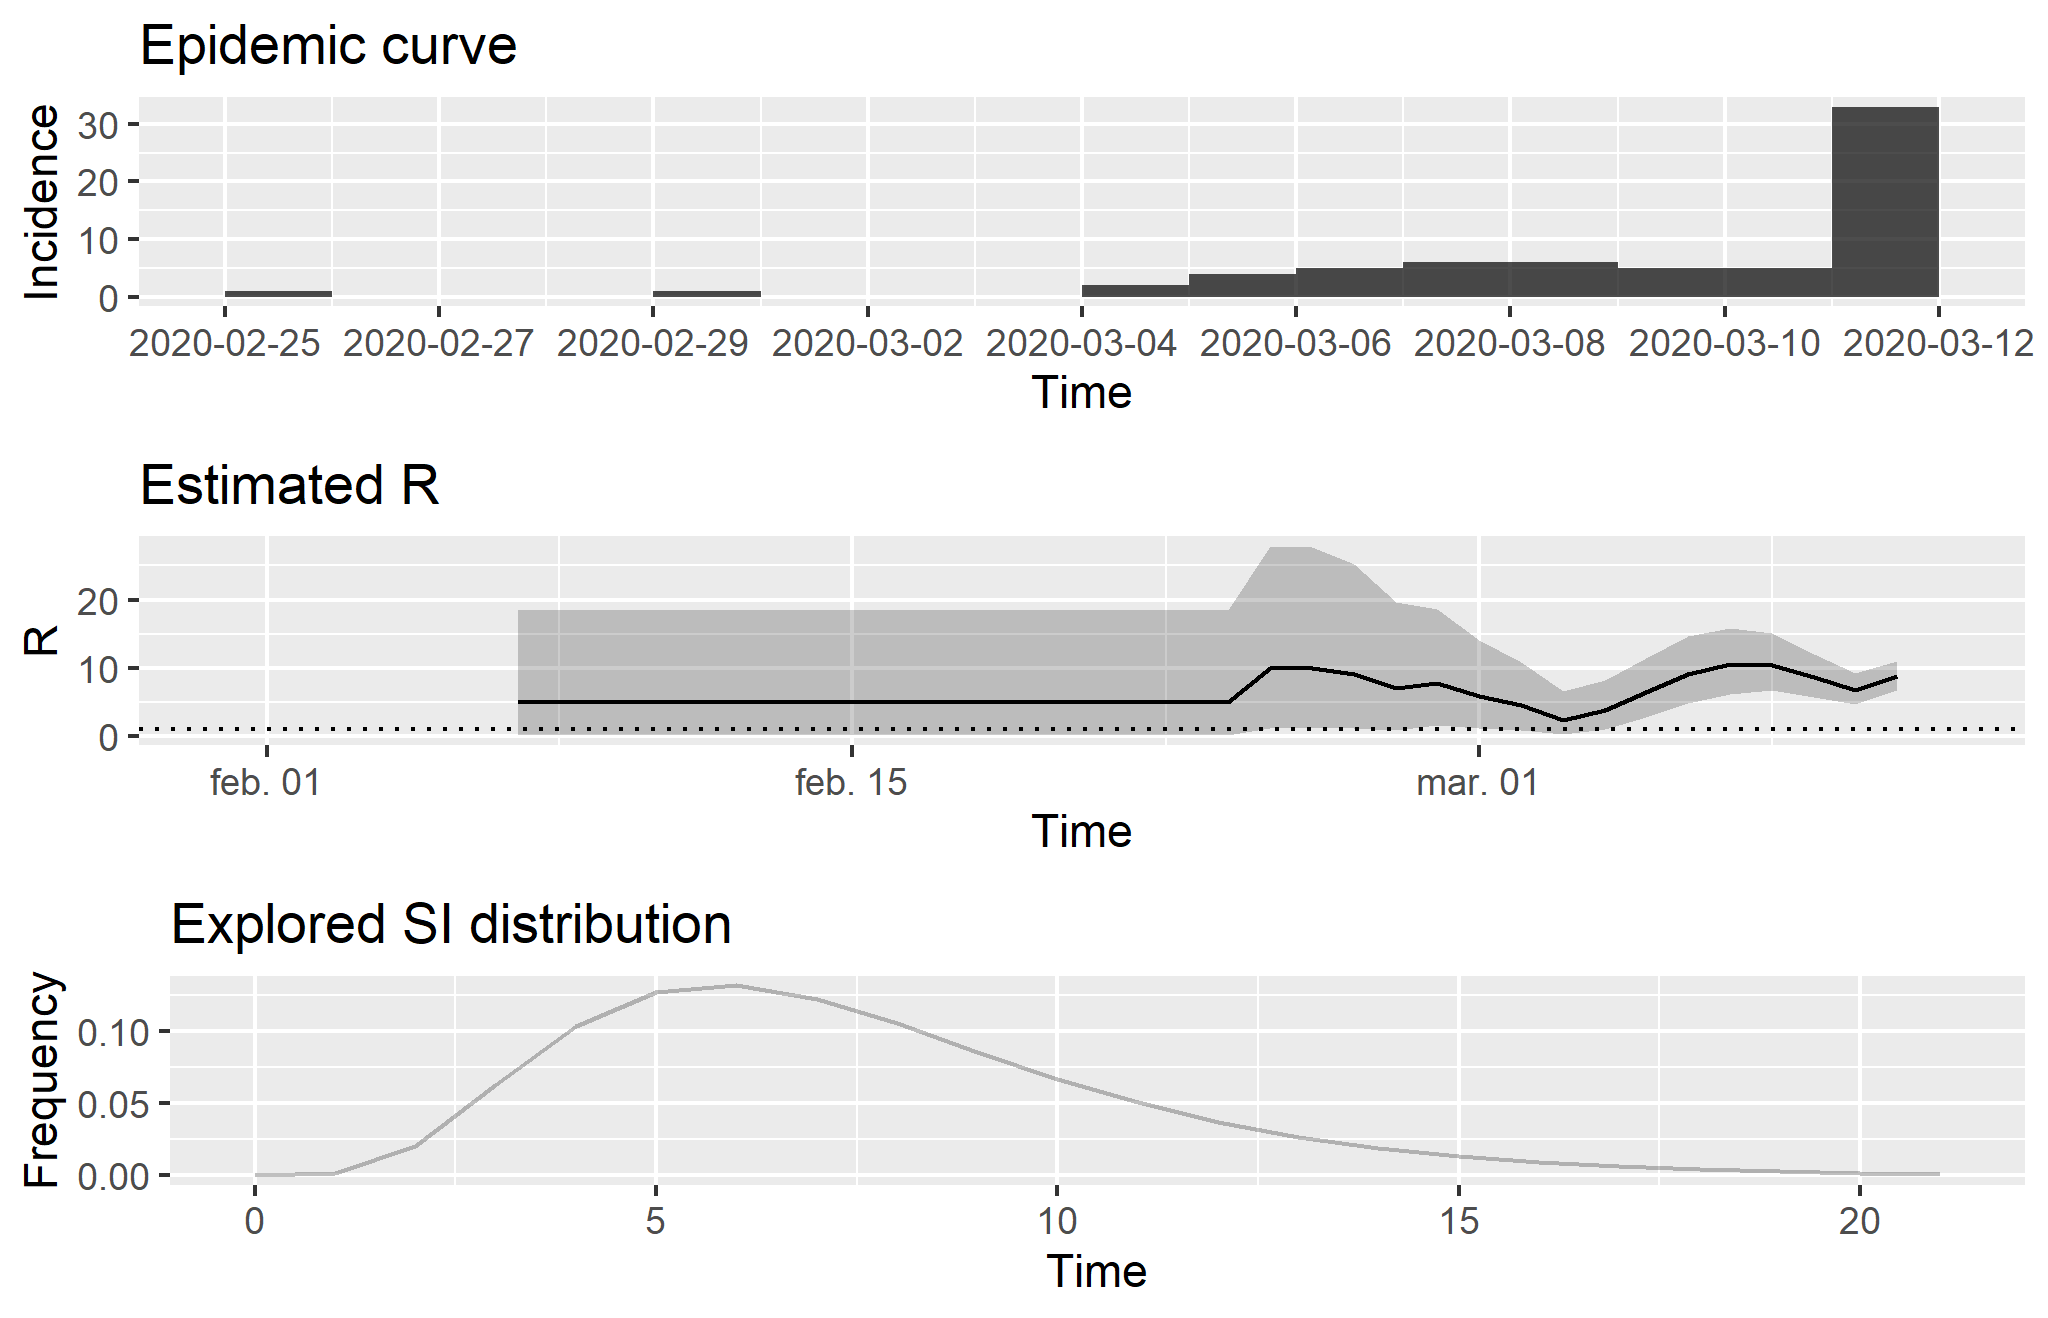 Epidemic curve
Incidence
30
20
10
0
2020-02-25 2020-02-27 2020-02-29 2020-03-02 2020-03-04 2020-03-06 2020-03-08 2020-03-10 2020-03-12
Time
Estimated R
R
20
10
0
feb. 01 feb. 15 mar. 01
Time
Explored SI distribution
Frequency
0.10
0.05
0.00
0 5 10 15 20
Time